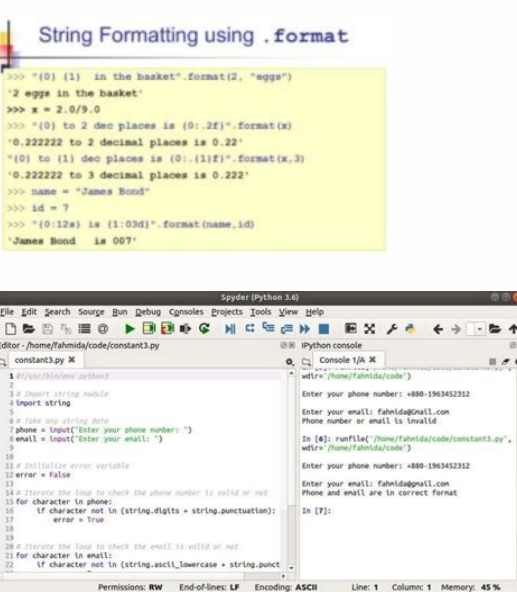 String Formatting using .format
>>> "{0} {1}  in the basket".format(2, "eggs")
'2 eggs in the basket'
>>> x = 2.0/9.0
>>> "{0} to 2 dec places is {0:.2f}".format(x)
'0.222222 to 2 decimal places is 0.22'
"{0} to {1} dec places is {0:.{1}f}".format(x,3)
'0.222222 to 3 decimal places is 0.222'
>>> name = "James Bond"
>>> id = 7
>>> "{0:12s} is {1:03d}".format(name,id)
'James Bond   is 007'
Spyder (Python 3.6)
File Edit Search Source Run Debug Consoles Projects Tools View Help
Editor - /home/fahmida/code/constant3.py
constant3.py
1 #!/usr/bin/env python3
2
3 # Import string module
4 import string
5
6 # Take any string data
7 phone = input("Enter your phone number: ")
8 email = input("Enter your email: ")
9
10
11 # Initialize error variable
12 error = False
13
14 # Iterate the loop to check the phone number is valid or not
15 for character in phone:
16     if character not in (string.digits + string.punctuation):
17         error = True
18
19
20 # Iterate the loop to check the email is valid or not
21 for character in email:
22     if character not in (string.ascii_lowercase + string.punct
IPython console
Console 1/A
wdir='/home/fahmida/code')
Enter your phone number: +880-1963452312
Enter your email: fahmida@Gmail.com
Phone number or email is invalid
In [6]: runfile('/home/fahmida/code/constant3.py',
wdir='/home/fahmida/code')
Enter your phone number: +880-1963452312
Enter your email: fahmida@gmail.com
Phone and email are in correct format
In [7]:
Permissions: RW End-of-lines: LF Encoding: ASCII Line: 1 Column: 1 Memory: 45 %